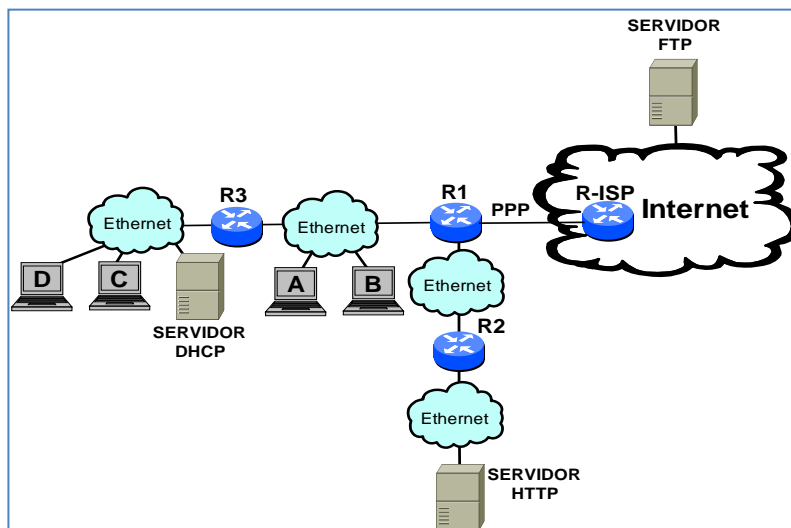 SERVIDOR
FTP
R3
R1
PPP
R-ISP
Internet
Ethernet
Ethernet
Ethernet
D
C
A
B
SERVIDOR
DHCP
R2
Ethernet
SERVIDOR
HTTP